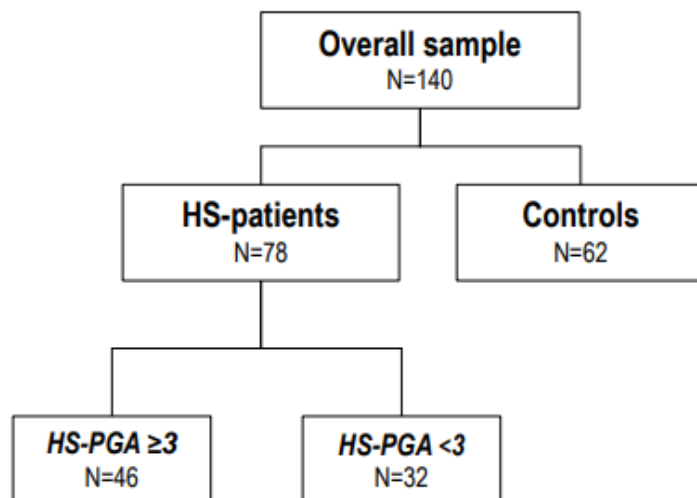 Overall sample
N=140
HS-patients
N=78
Controls
N=62
HS-PGA ≥3
N=46
HS-PGA <3
N=32